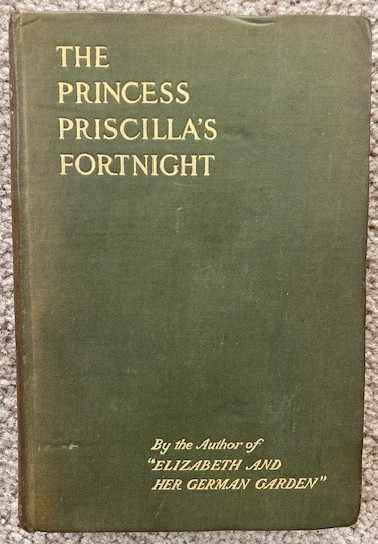 THE
PRINCESS
PRISCILLA'S
FORTNIGHT
By the Author of
"ELIZABETH AND
HER GERMAN GARDEN"